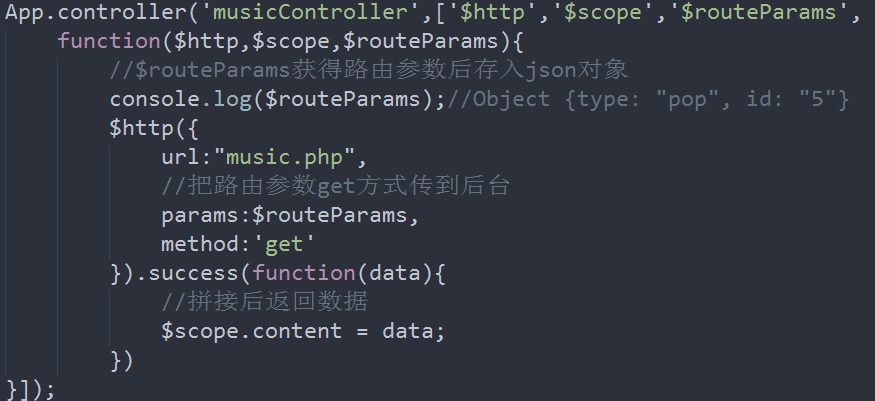 App.controller('musicController',['$http','$scope','$routeParams',
    function($http,$scope,$routeParams){
        //$routeParams获得路由参数后存入json对象
        console.log($routeParams);//Object {type: "pop", id: "5"}
        $http({
            url:"music.php",
            //把路由参数get方式传到后台
            params:$routeParams,
            method:'get'
        }).success(function(data){
            //拼接后返回数据
            $scope.content = data;
        })
}]);